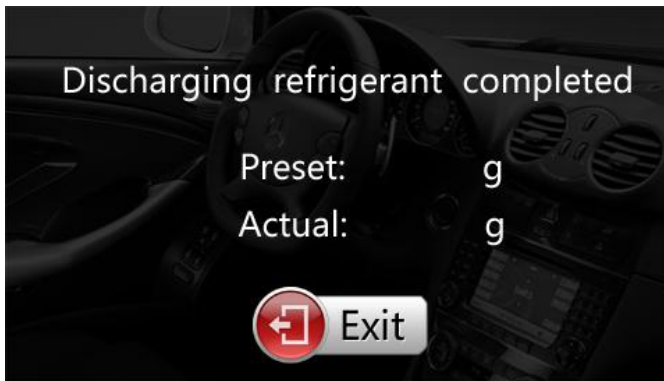 Discharging refrigerant completed
Preset: g
Actual: g
Exit